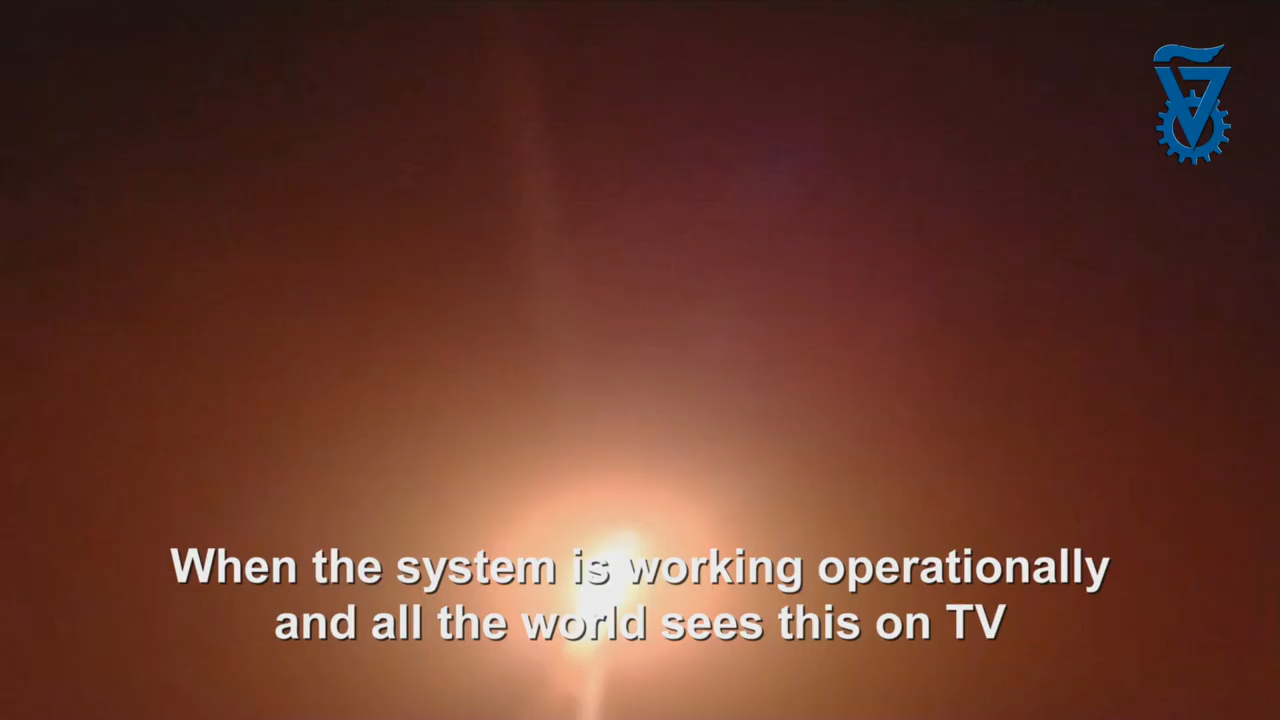 When the system is working operationally
and all the world sees this on TV